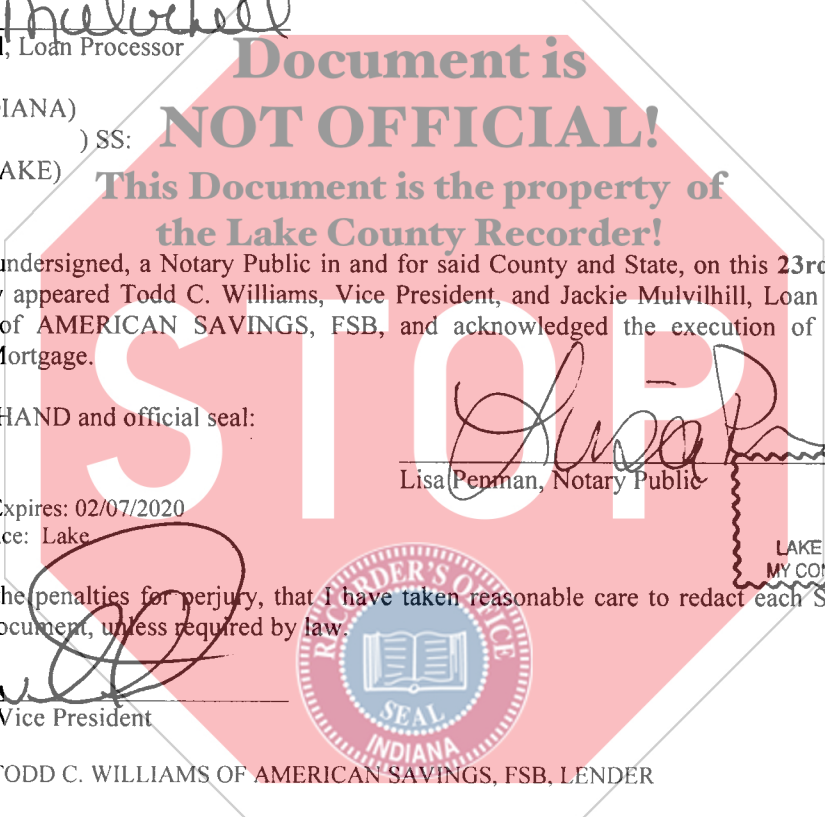 Mulvihill
, Loan Processor
Document is
IANA)
NOT OFFICIAL!
) SS:
AKE)
This Document is the property of
the Lake County Recorder!
undersigned, a Notary Public in and for said County and State, on this 23rd
appeared Todd C. Williams, Vice President, and Jackie Mulvilhill, Loan
of AMERICAN SAVINGS, FSB, and acknowledged the execution of
Mortgage.
STOP
HAND and official seal:
Lisa Penman, Notary Public
Expires: 02/07/2020
ce: Lake
LAKE
MY CO
he penalties for perjury, that I have taken reasonable care to redact each S
ocument, unless required by law.
RECORDER'S OFFICE
SEAL
INDIANA
Vice President
TODD C. WILLIAMS OF AMERICAN SAVINGS, FSB, LENDER